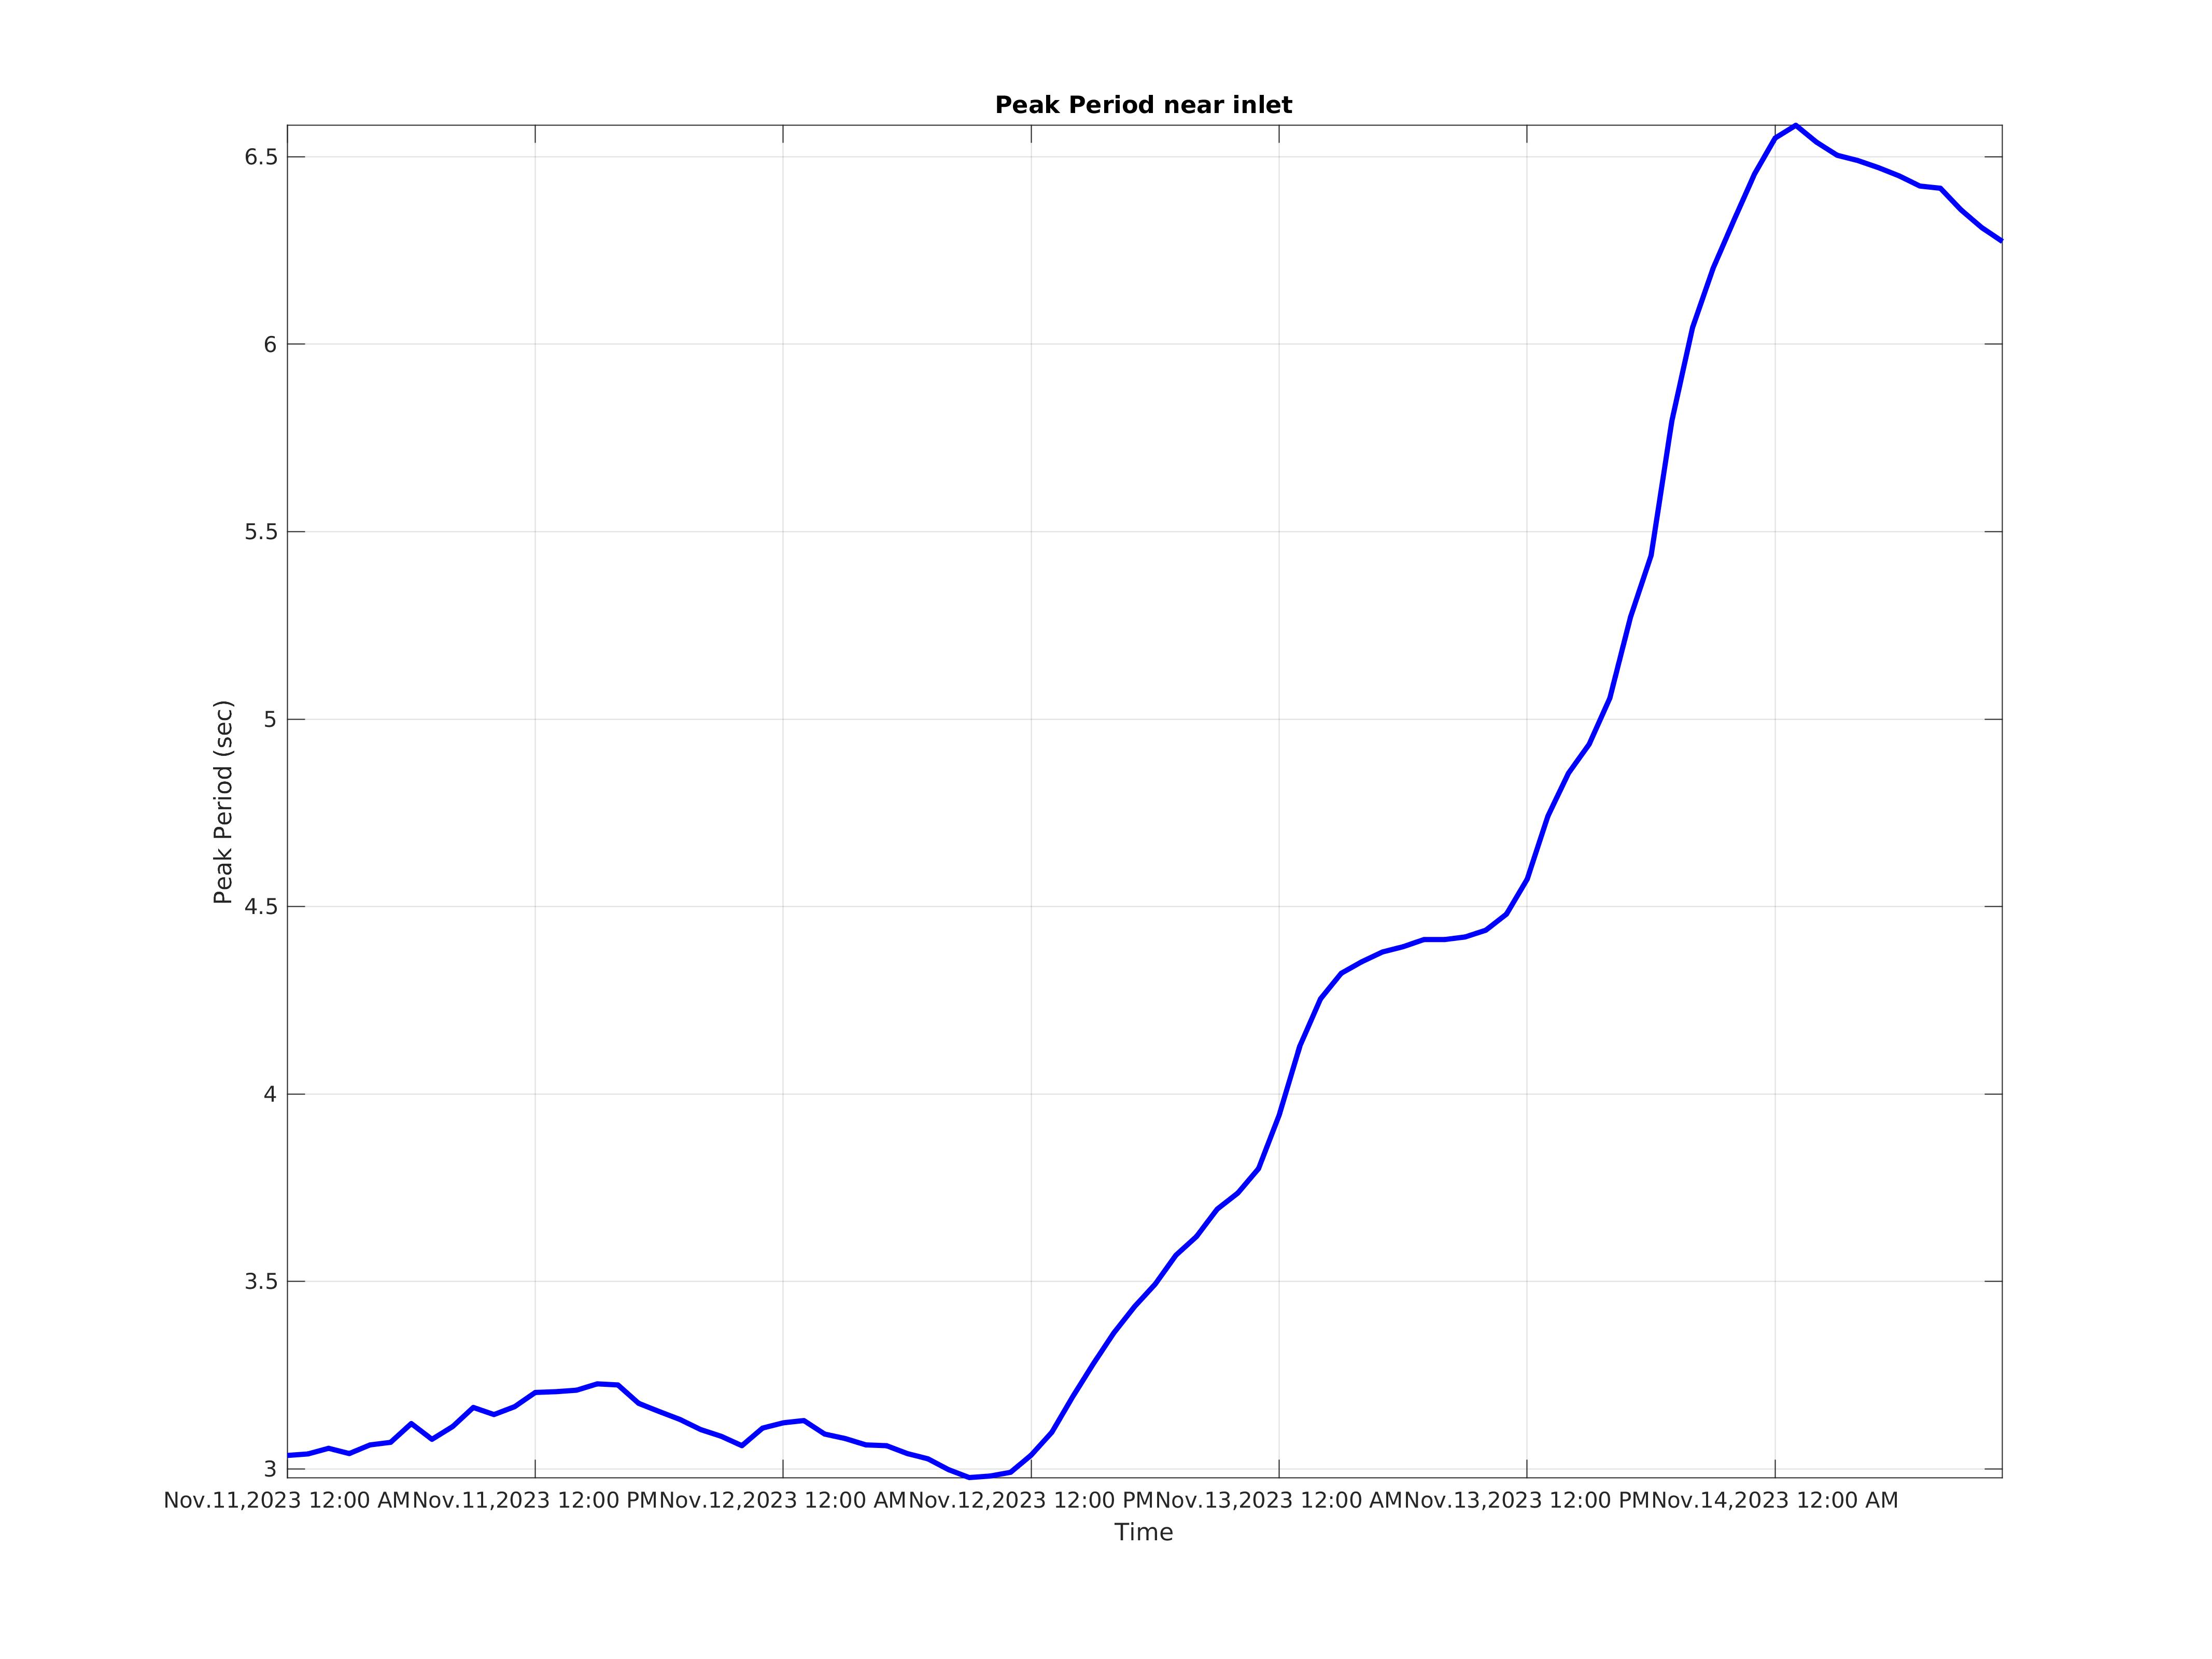 Peak Period near inlet
6.5
6
5.5
5
4.5
4
3.5
3
Peak Period (sec)
Nov.11,2023 12:00 AM Nov.11,2023 12:00 PM Nov.12,2023 12:00 AM Nov.12,2023 12:00 PM Nov.13,2023 12:00 AM Nov.13,2023 12:00 PM Nov.14,2023 12:00 AM
Time